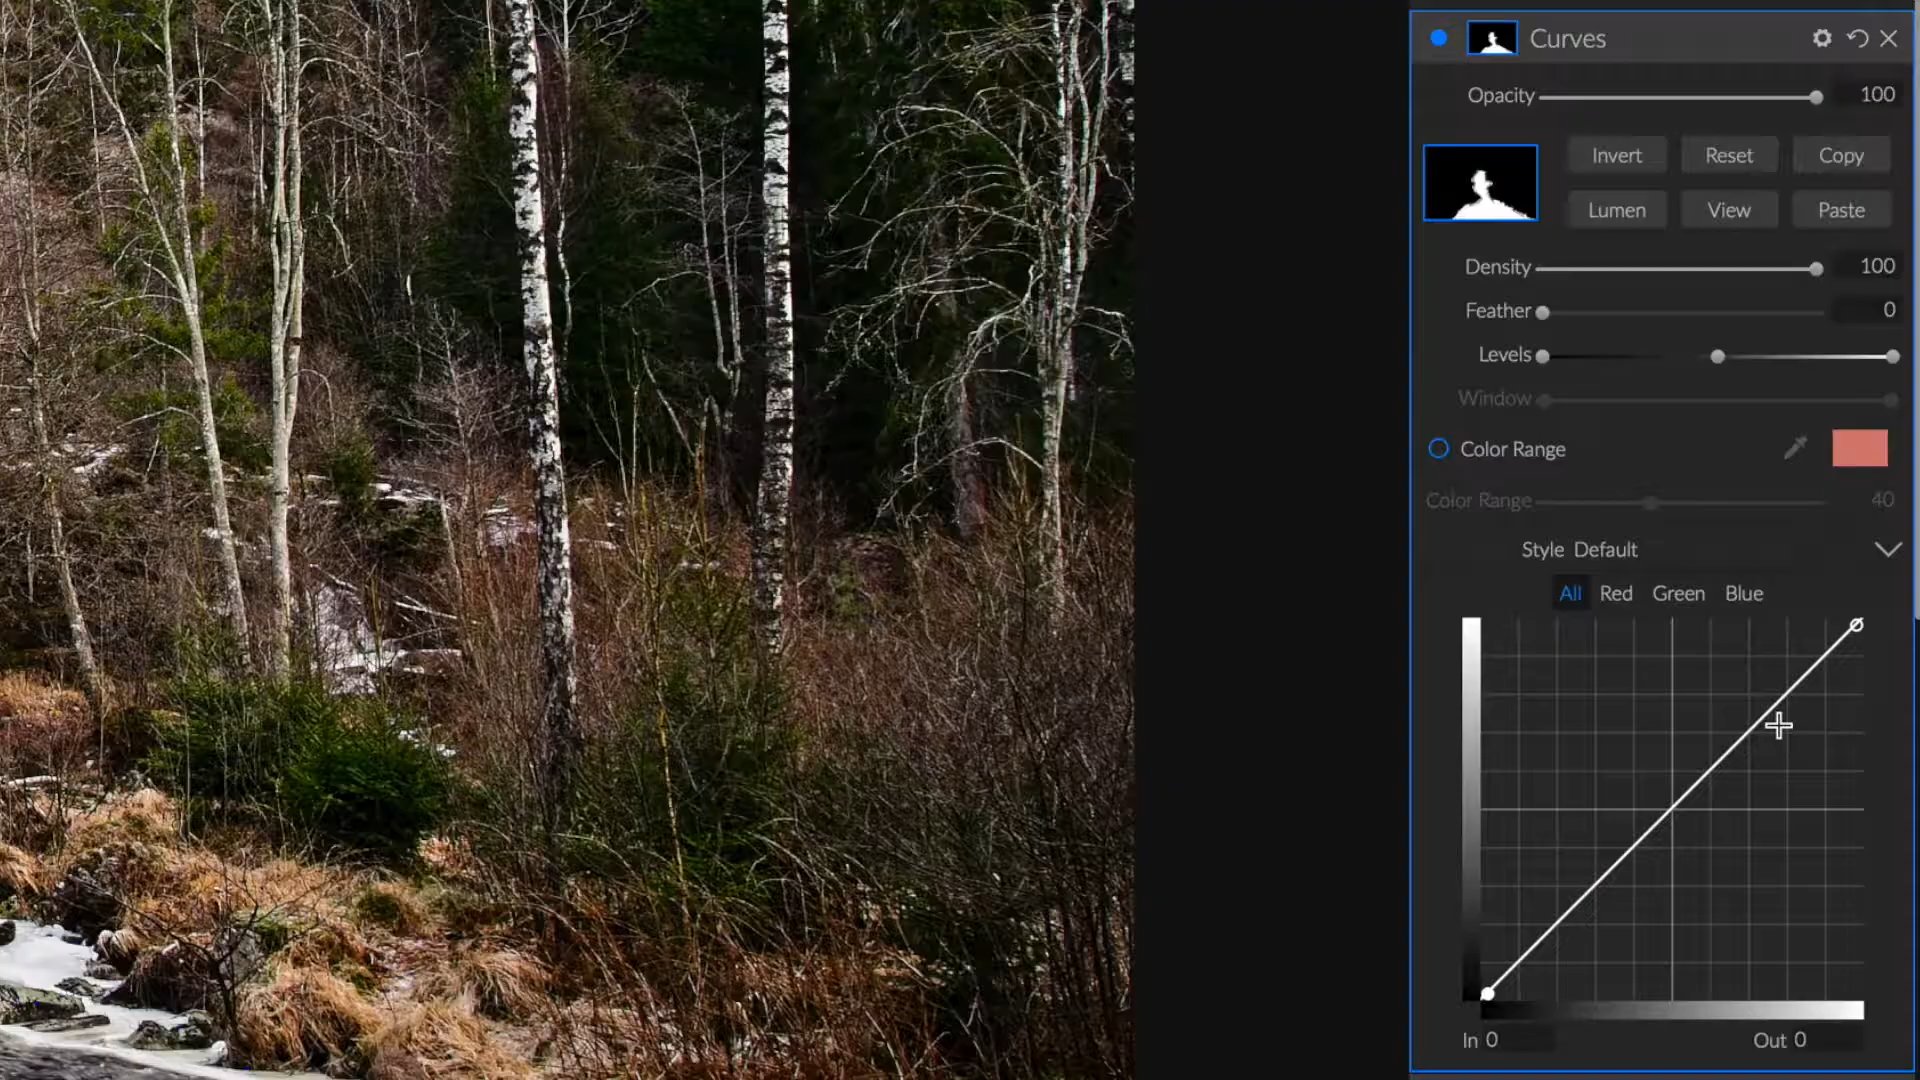 Curves
Opacity 100
Invert Reset Copy
Lumen View Paste
Density 100
Feather 0
Levels
Window
Color Range
Color Range 40
Style Default
All Red Green Blue
In 0 Out 0